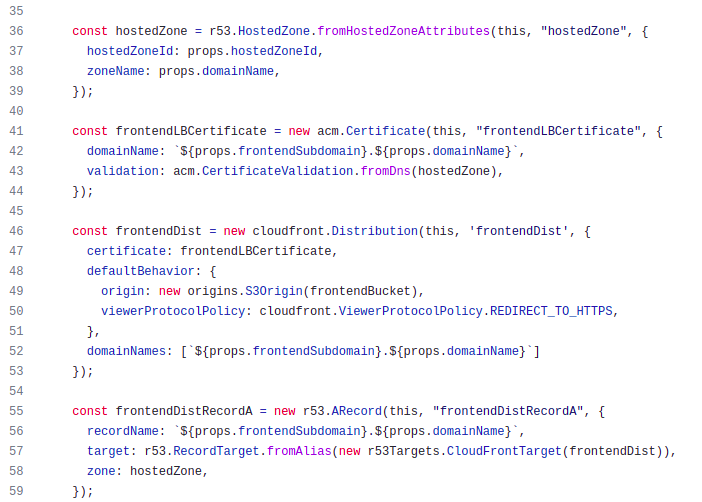 35
36 const hostedZone = r53.HostedZone.fromHostedZoneAttributes(this, "hostedZone", {
37 hostedZoneId: props.hostedZoneId,
38 zoneName: props.domainName,
39 });
40
41 const frontendLBCertificate = new acm.Certificate(this, "frontendLBCertificate", {
42 domainName: `${props.frontendSubdomain}.${props.domainName}`,
43 validation: acm.CertificateValidation.fromDns(hostedZone),
44 });
45
46 const frontendDist = new cloudfront.Distribution(this, 'frontendDist', {
47 certificate: frontendLBCertificate,
48 defaultBehavior: {
49 origin: new origins.S3Origin(frontendBucket),
50 viewerProtocolPolicy: cloudfront.ViewerProtocolPolicy.REDIRECT_TO_HTTPS,
51 },
52 domainNames: [`${props.frontendSubdomain}.${props.domainName}`]
53 });
54
55 const frontendDistRecordA = new r53.ARecord(this, "frontendDistRecordA", {
56 recordName: `${props.frontendSubdomain}.${props.domainName}`,
57 target: r53.RecordTarget.fromAlias(new r53Targets.CloudFrontTarget(frontendDist)),
58 zone: hostedZone,
59 });